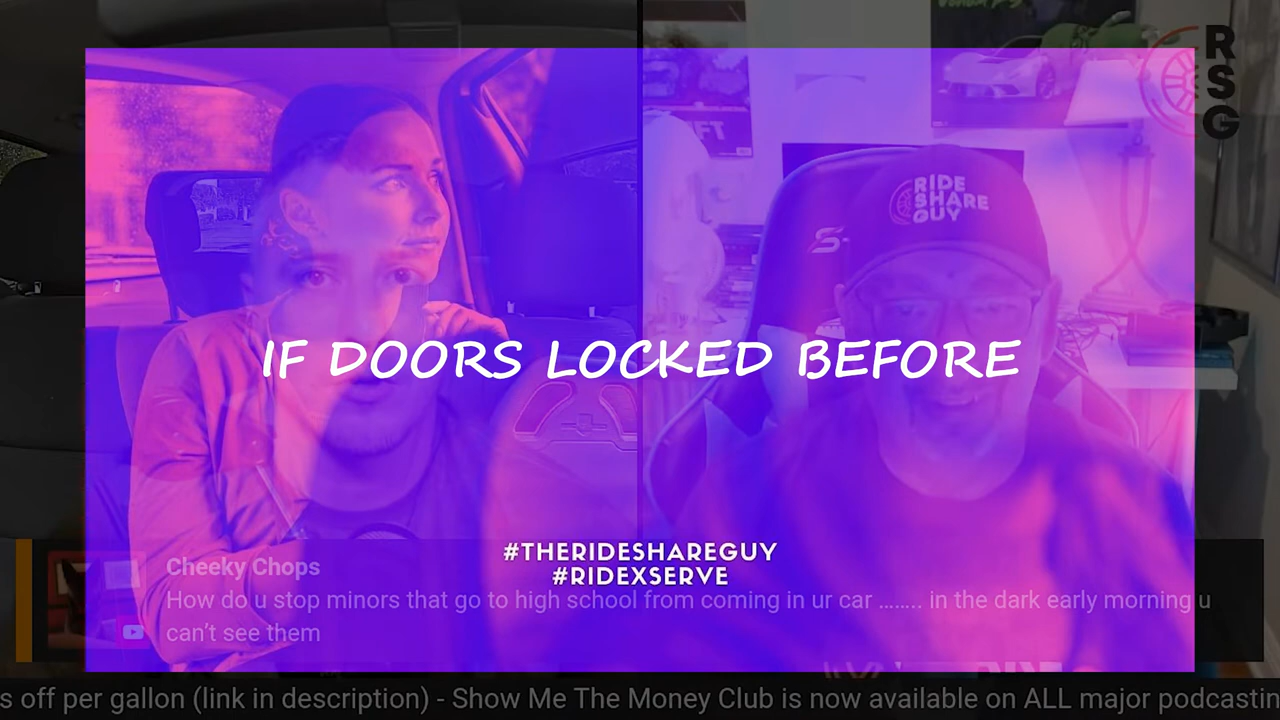 R
S
G
FT
RIDE
SHARE
GUY
S
IF DOORS LOCKED BEFORE
#THERIDESHAREGUY
#RIDEXSERVE
Cheeky Chops
How do u stop minors that go to high school from coming in ur car ........ in the dark early morning u
can't see them
s off per gallon (link in description) - Show Me The Money Club is now available on ALL major podcastin